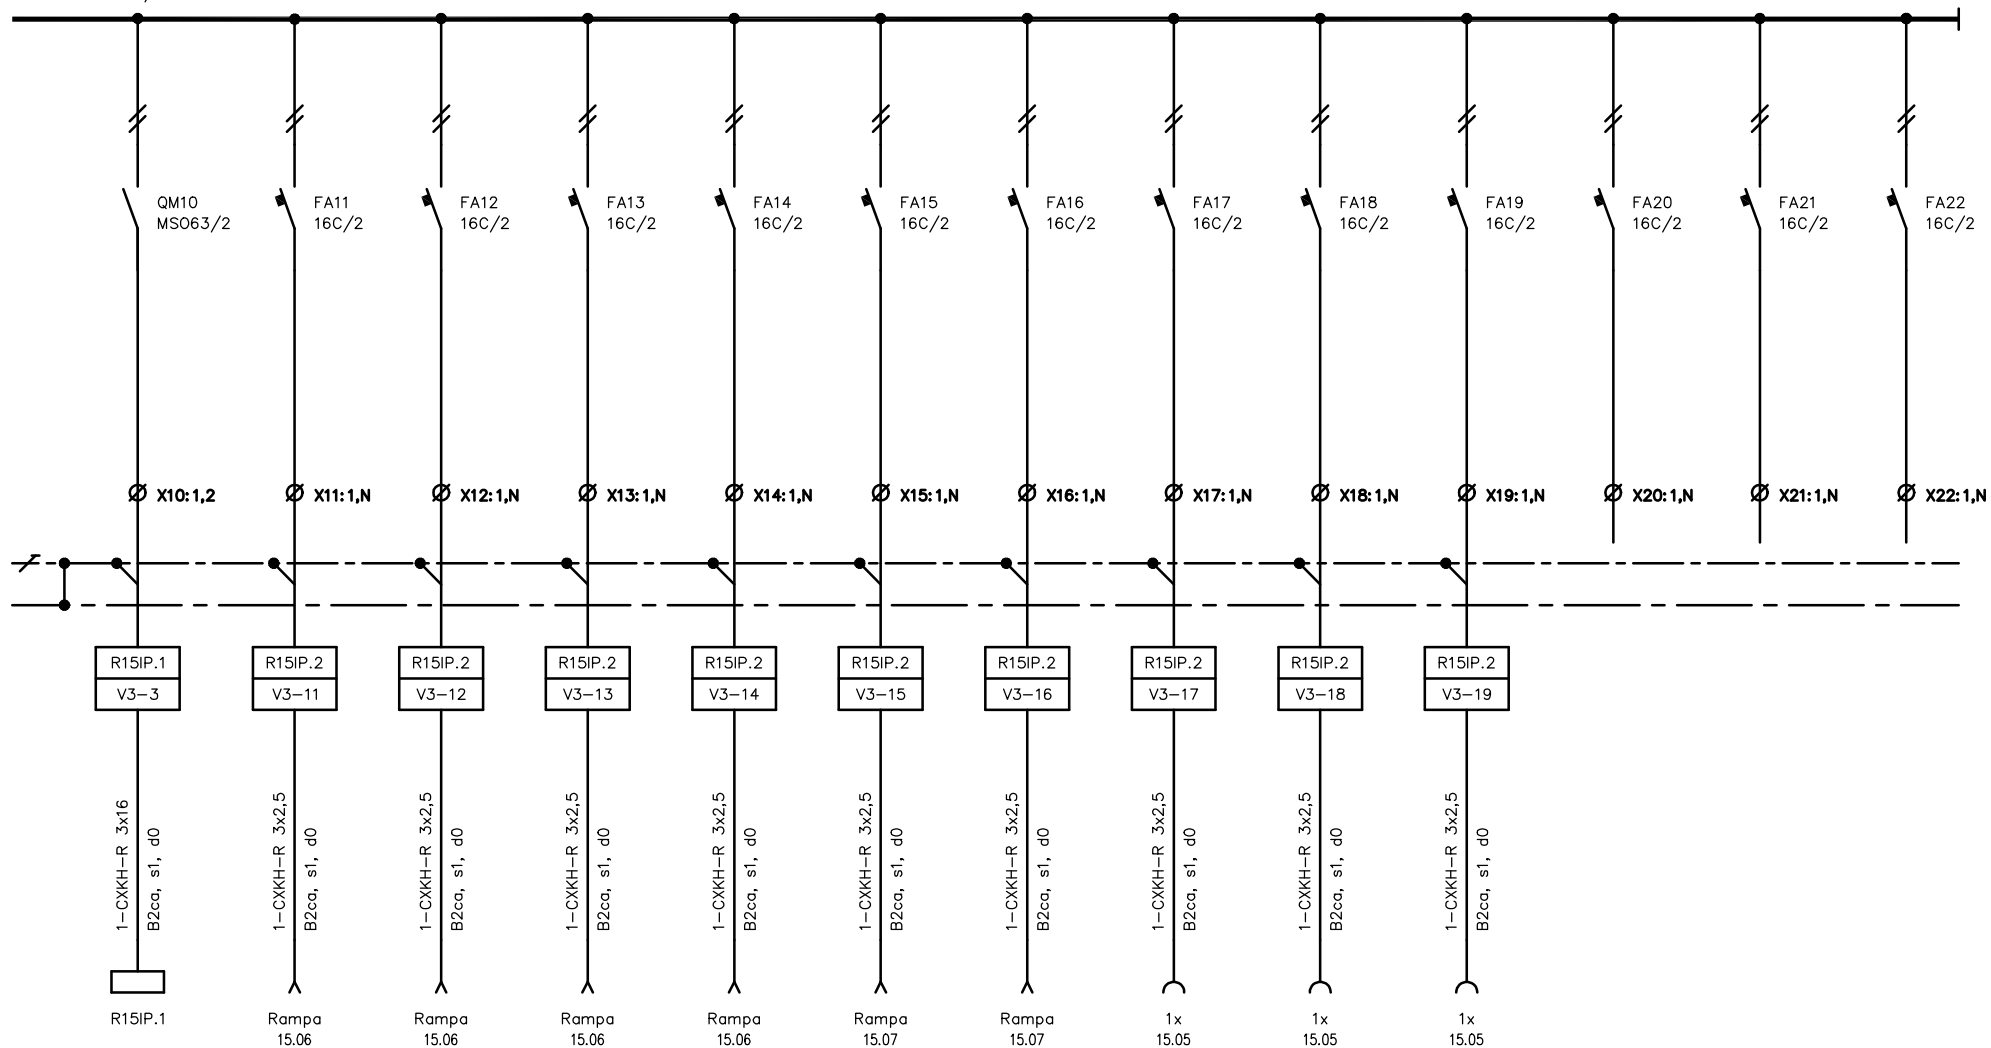 QM10
MSO63/2
FA11
16C/2
FA12
16C/2
FA13
16C/2
FA14
16C/2
FA15
16C/2
FA16
16C/2
FA17
16C/2
FA18
16C/2
FA19
16C/2
FA20
16C/2
FA21
16C/2
FA22
16C/2
X10:1,2
X11:1,N
X12:1,N
X13:1,N
X14:1,N
X15:1,N
X16:1,N
X17:1,N
X18:1,N
X19:1,N
X20:1,N
X21:1,N
X22:1,N
R15IP.1
V3-3
R15IP.2
V3-11
R15IP.2
V3-12
R15IP.2
V3-13
R15IP.2
V3-14
R15IP.2
V3-15
R15IP.2
V3-16
R15IP.2
V3-17
R15IP.2
V3-18
R15IP.2
V3-19
1-CXKH-R 3x16
B2ca, s1, d0
1-CXKH-R 3x2,5
B2ca, s1, d0
1-CXKH-R 3x2,5
B2ca, s1, d0
1-CXKH-R 3x2,5
B2ca, s1, d0
1-CXKH-R 3x2,5
B2ca, s1, d0
1-CXKH-R 3x2,5
B2ca, s1, d0
1-CXKH-R 3x2,5
B2ca, s1, d0
1-CXKH-R 3x2,5
B2ca, s1, d0
1-CXKH-R 3x2,5
B2ca, s1, d0
1-CXKH-R 3x2,5
B2ca, s1, d0
R15IP.1
Rampa
15.06
Rampa
15.06
Rampa
15.06
Rampa
15.06
Rampa
15.07
Rampa
15.07
1x
15.05
1x
15.05
1x
15.05